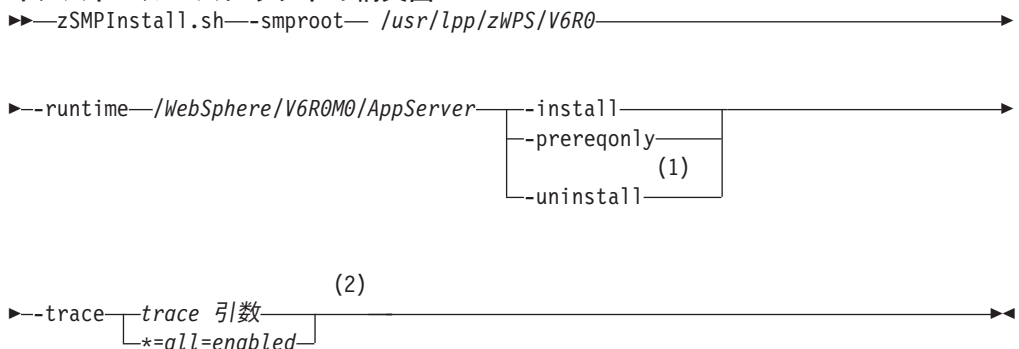 zSMPInstall.sh -smproot /usr/lpp/zWPS/V6R0
-runtime /WebSphere/V6R0M0/AppServer -install
-prereqonly
(1)
-uninstall
(2)
-trace trace 引数
*=all=enabled